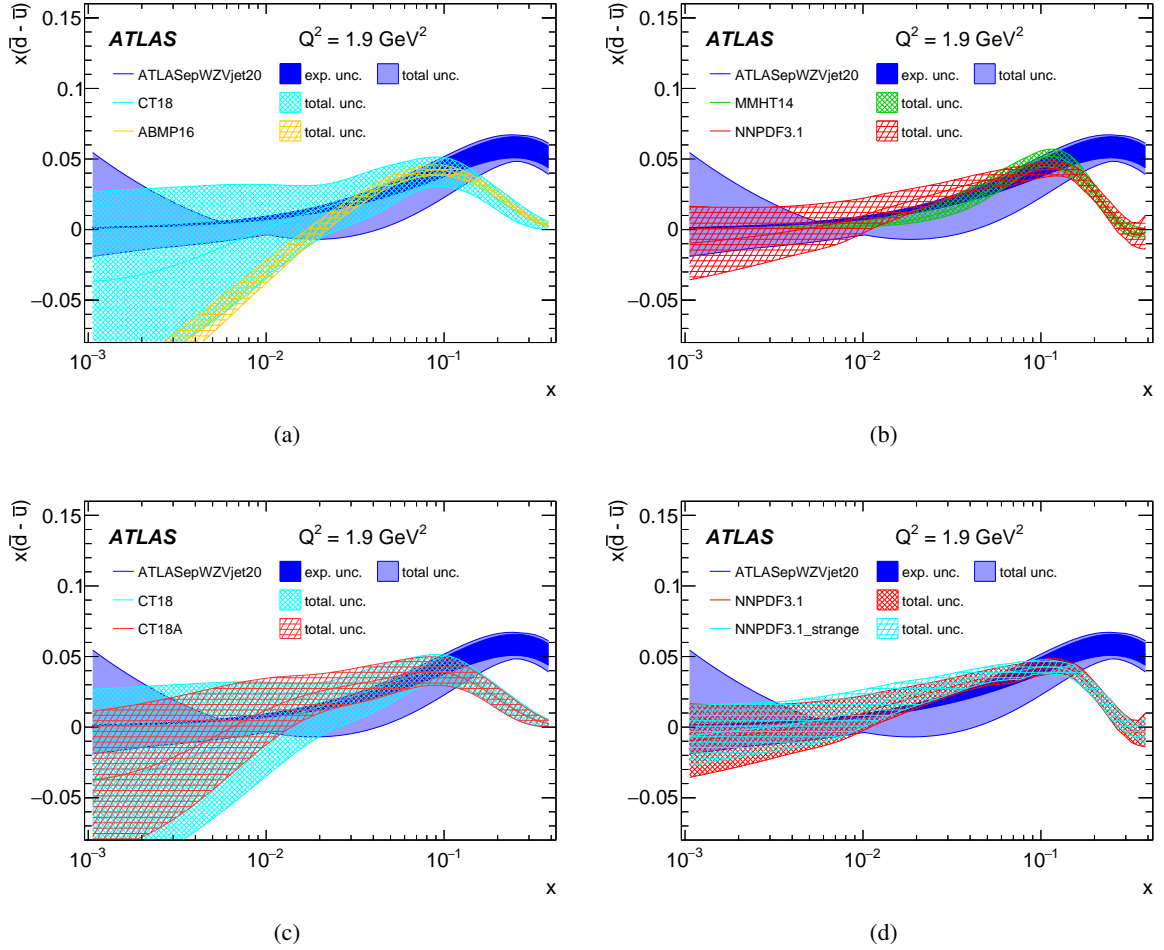 x(d̅ - u̅)
0.15
0.1
0.05
0
−0.05
ATLAS
Q² = 1.9 GeV²
ATLASepWZVjet20
exp. unc.
total unc.
CT18
total. unc.
ABMP16
total. unc.
10⁻³
10⁻²
10⁻¹
x
(a)
x(d̅ - u̅)
0.15
0.1
0.05
0
−0.05
ATLAS
Q² = 1.9 GeV²
ATLASepWZVjet20
exp. unc.
total unc.
MMHT14
total. unc.
NNPDF3.1
total. unc.
10⁻³
10⁻²
10⁻¹
x
(b)
x(d̅ - u̅)
0.15
0.1
0.05
0
−0.05
ATLAS
Q² = 1.9 GeV²
ATLASepWZVjet20
exp. unc.
total unc.
CT18
total. unc.
CT18A
total. unc.
10⁻³
10⁻²
10⁻¹
x
(c)
x(d̅ - u̅)
0.15
0.1
0.05
0
−0.05
ATLAS
Q² = 1.9 GeV²
ATLASepWZVjet20
exp. unc.
total unc.
NNPDF3.1
total. unc.
NNPDF3.1_strange
total. unc.
10⁻³
10⁻²
10⁻¹
x
(d)